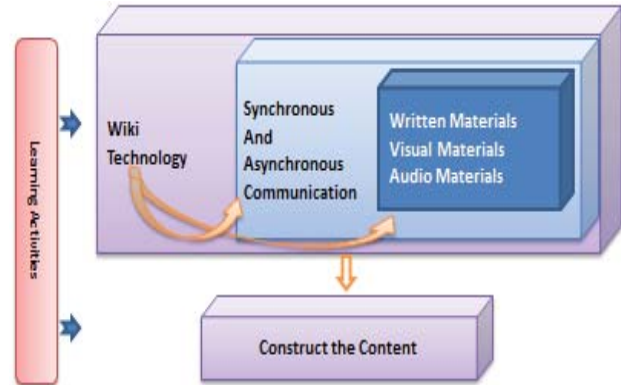 Learning Activities
Wiki
Technology
Synchronous
And
Asynchronous
Communication
Written Materials
Visual Materials
Audio Materials
Construct the Content